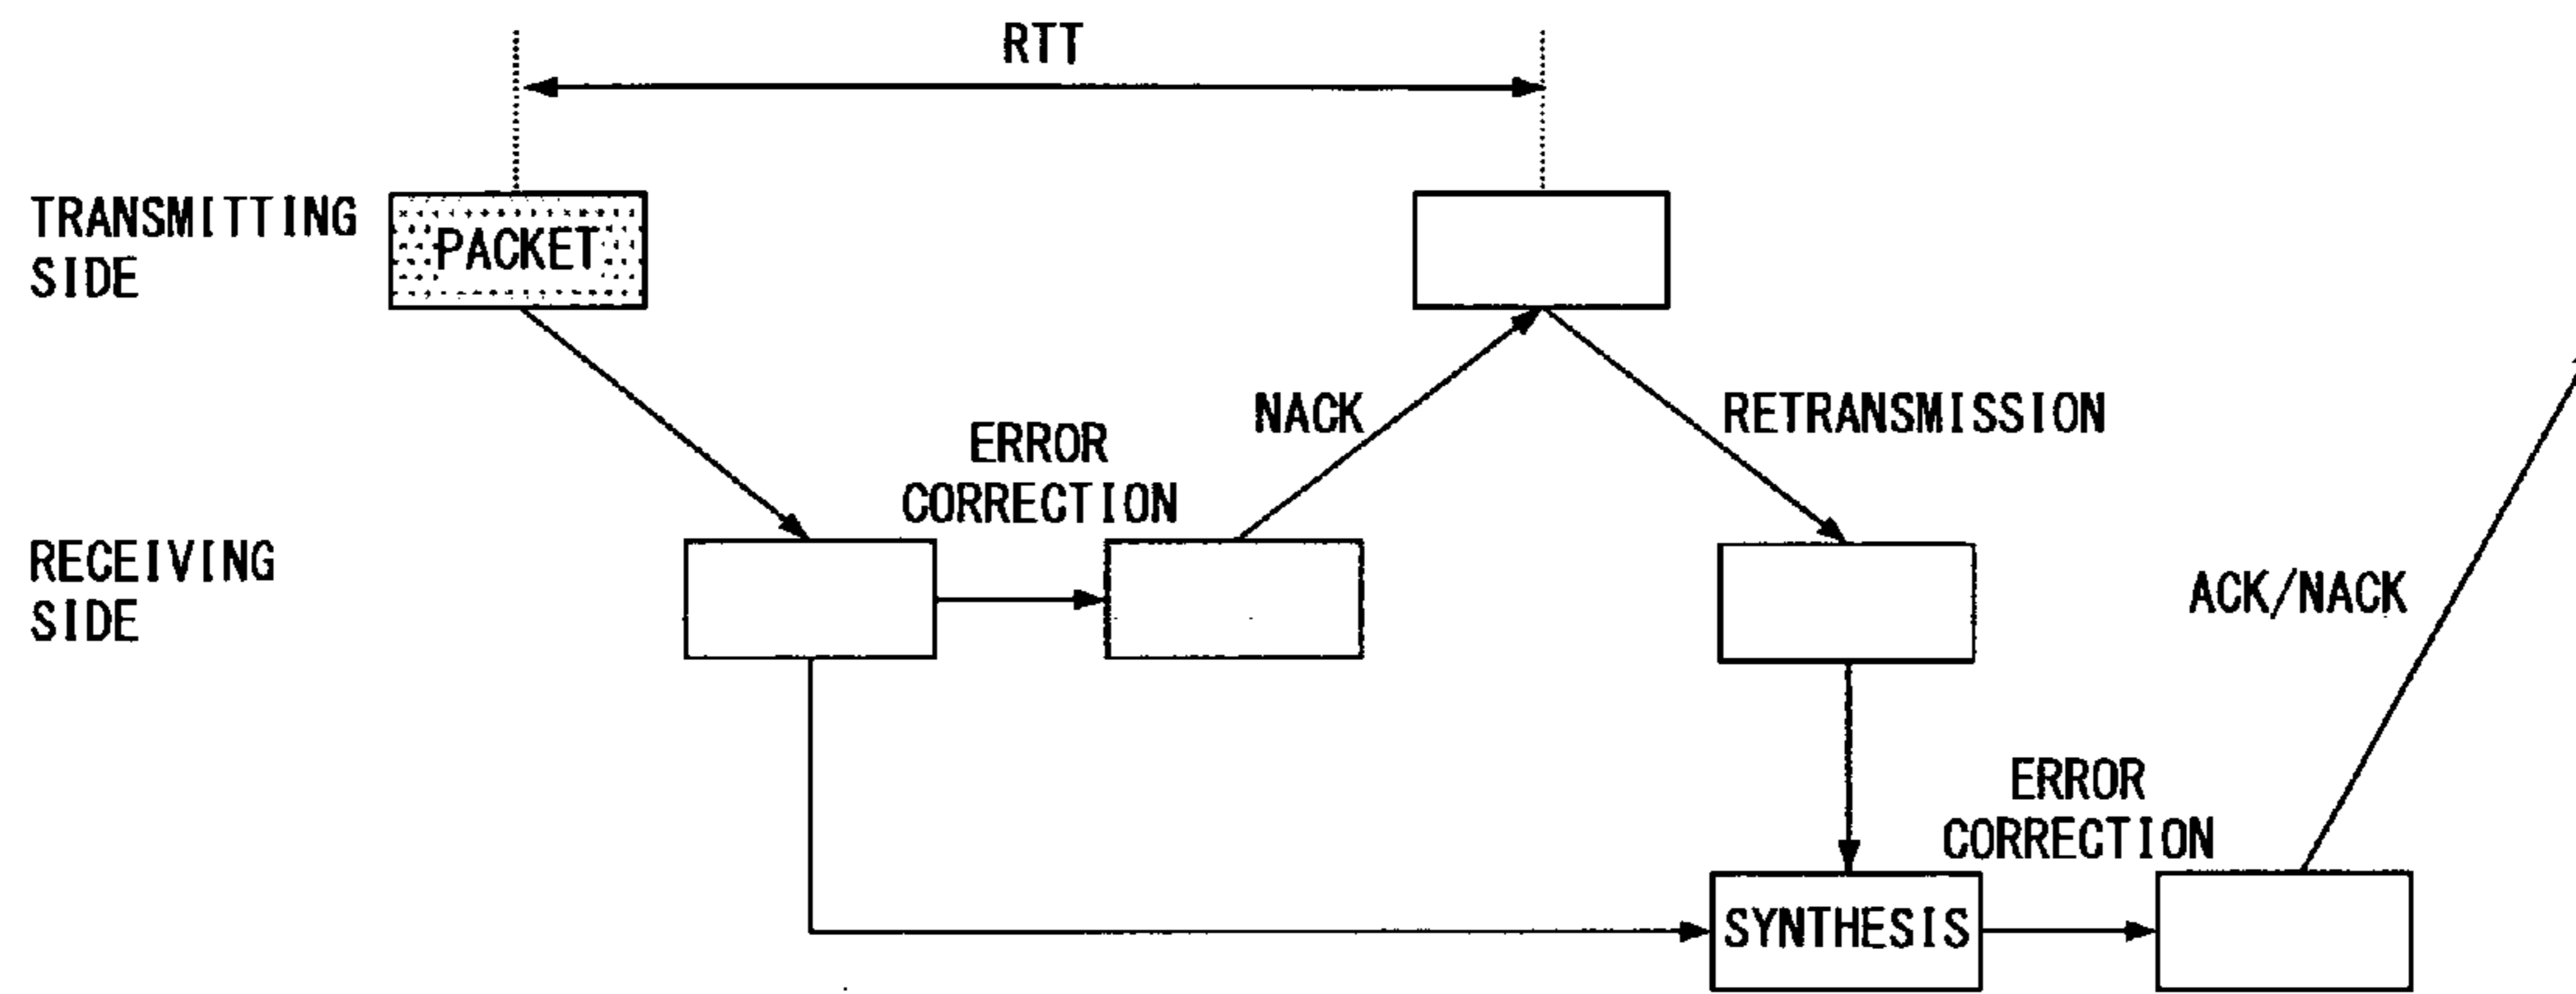 RTT
TRANSMITTING
SIDE
PACKET
NACK
RETRANSMISSION
ERROR
CORRECTION
RECEIVING
SIDE
ACK/NACK
ERROR
CORRECTION
SYNTHESIS